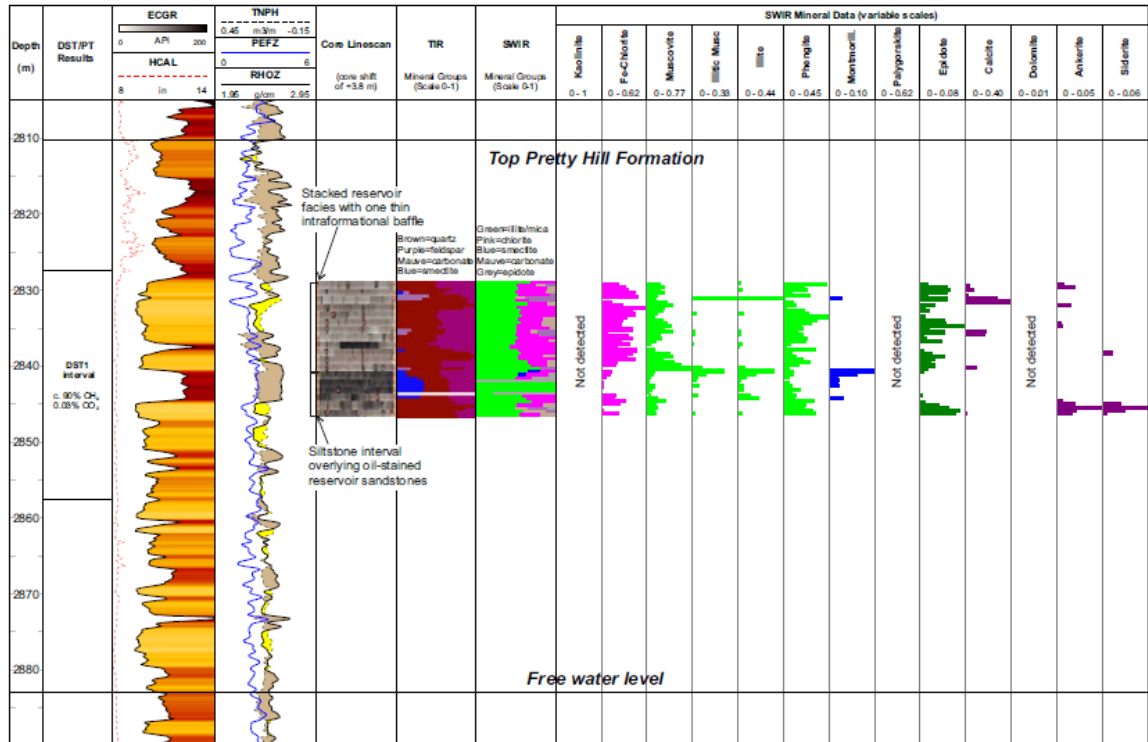 Depth
(m)
DST/PT
Results
ECGR
0 API 200
HCAL
8 in 14
TNPH
0.45 m3/m -0.15
PEFZ
0 6
RHOZ
1.95 g/cm 2.95
Core Linescan
(core shift
of +3.8 m)
TIR
Mineral Groups
(Scale 0-1)
SWIR
Mineral Groups
(Scale 0-1)
SWIR Mineral Data (variable scales)
Kaolinite
0 - 1
Fe-Chlorite
0 - 0.62
Muscovite
0 - 0.77
Illitic Musc
0 - 0.33
Illite
0 - 0.44
Phengite
0 - 0.45
Montmorill.
0 - 0.10
Palygorskite
0 - 0.62
Epidote
0 - 0.08
Calcite
0 - 0.40
Dolomite
0 - 0.01
Ankerite
0 - 0.05
Siderite
0 - 0.06
2810
Top Pretty Hill Formation
Stacked reservoir
facies with one thin
intraformational baffle
2820
Brown=quartz
Purple=feldspar
Mauve=carbonate
Blue=smectite
Green=illite/mica
Pink=chlorite
Blue=smectite
Mauve=carbonate
Grey=epidote
2830
Not detected
Not detected
Not detected
2840
DST1
interval
c. 90% CH₄
0.03% CO₂
2850
Siltstone interval
overlying oil-stained
reservoir sandstones
2860
2870
2880
Free water level